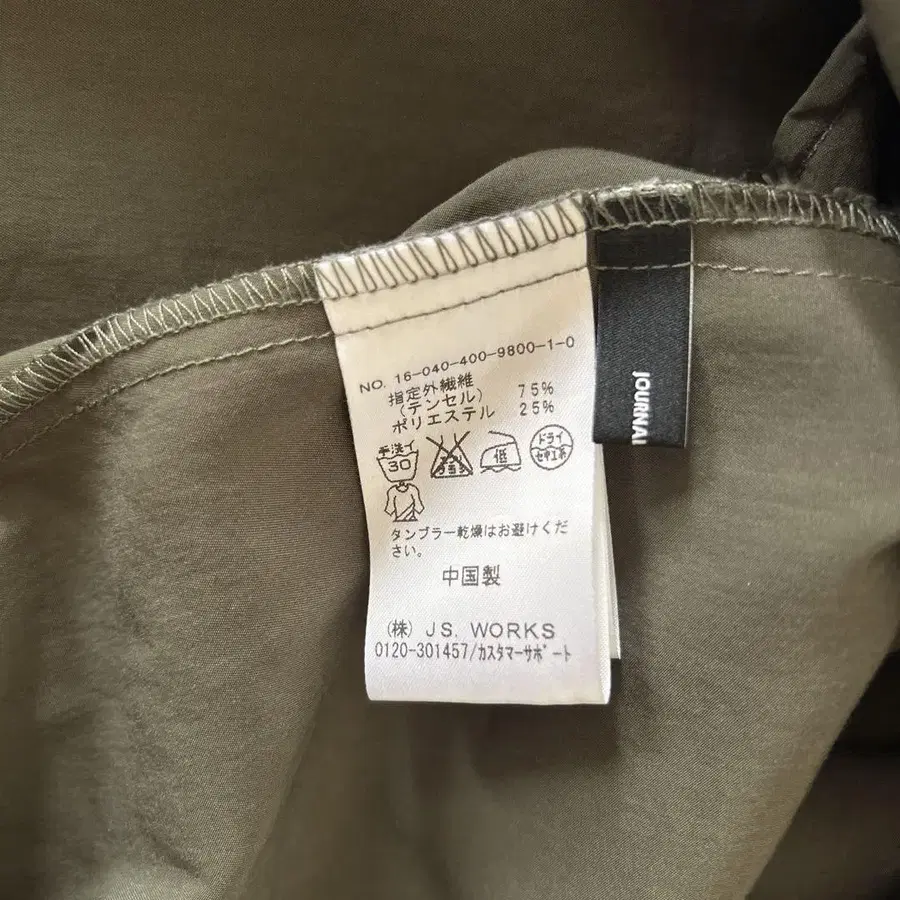 NO. 16-040-400-9800-1-0
指定外繊維 75%
(テンセル)
ポリエステル 25%
手洗イ
30
低
ドライ
セキユ系
タンブラー乾燥はお避けくだ
さい。
中国製
(株) J.S. WORKS
0120-301457/カスタマーサポート
JOURNAL